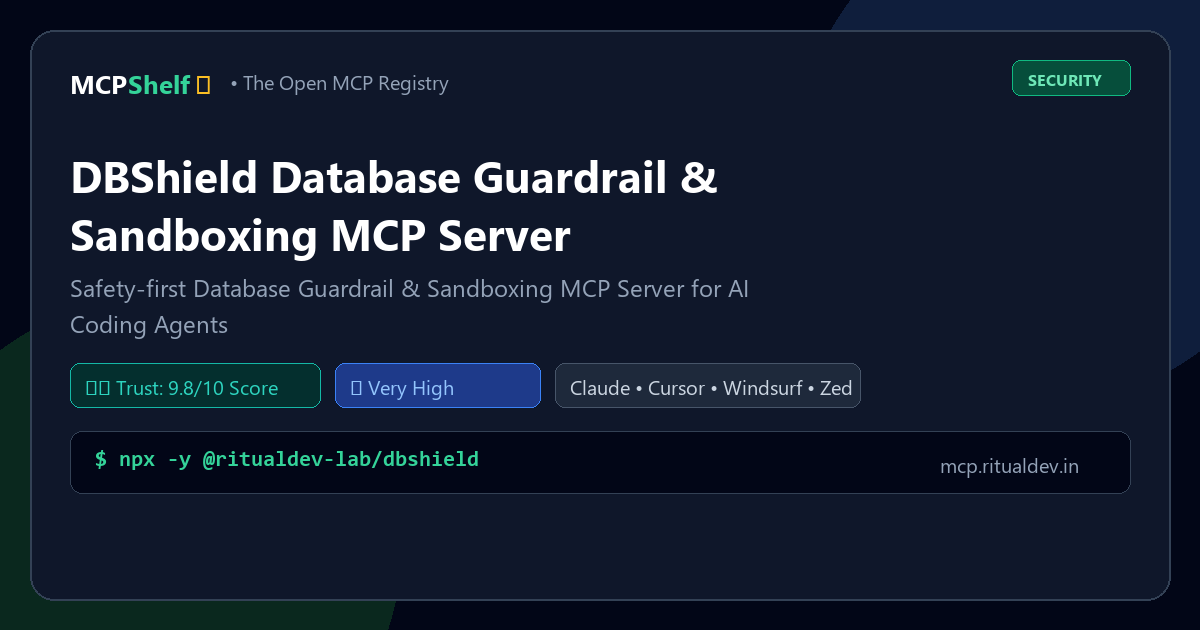 MCPShelf • The Open MCP Registry
SECURITY
DBShield Database Guardrail &
Sandboxing MCP Server
Safety-first Database Guardrail & Sandboxing MCP Server for AI
Coding Agents
Trust: 9.8/10 Score
Very High
Claude • Cursor • Windsurf • Zed
$ npx -y @ritualdev-lab/dbshield
mcp.ritualdev.in